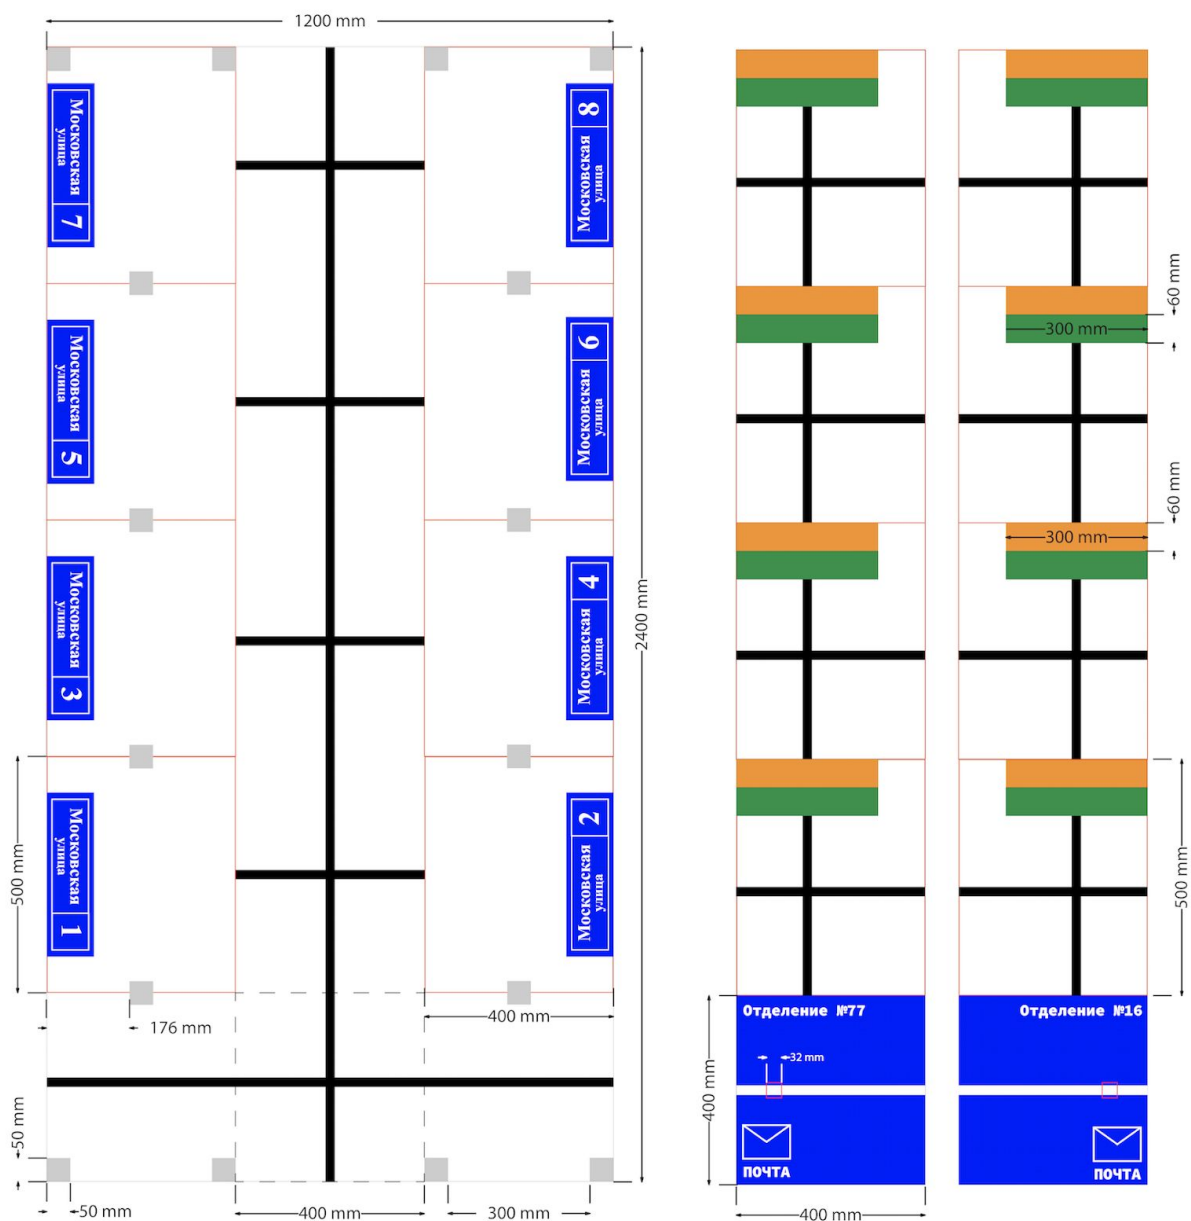 1200 mm
Московская
улица
7
8
Московская
улица
Московская
улица
5
6
Московская
улица
Московская
улица
3
4
Московская
улица
Московская
улица
1
2
Московская
улица
2400 mm
500 mm
176 mm
400 mm
50 mm
50 mm
400 mm
300 mm
60 mm
300 mm
60 mm
300 mm
500 mm
Отделение №77
Отделение №16
32 mm
400 mm
ПОЧТА
ПОЧТА
400 mm